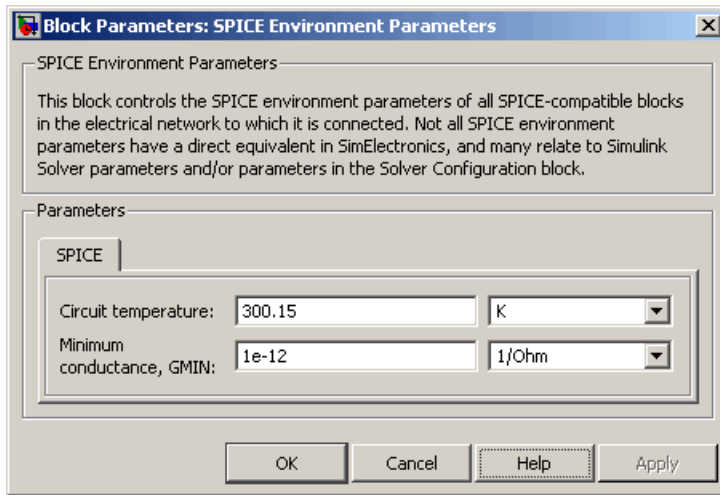 Block Parameters: SPICE Environment Parameters
SPICE Environment Parameters
This block controls the SPICE environment parameters of all SPICE-compatible blocks
in the electrical network to which it is connected. Not all SPICE environment
parameters have a direct equivalent in SimElectronics, and many relate to Simulink
Solver parameters and/or parameters in the Solver Configuration block.
Parameters
SPICE
Circuit temperature: 300.15 K
Minimum
conductance, GMIN: 1e-12 1/Ohm
OK Cancel Help Apply